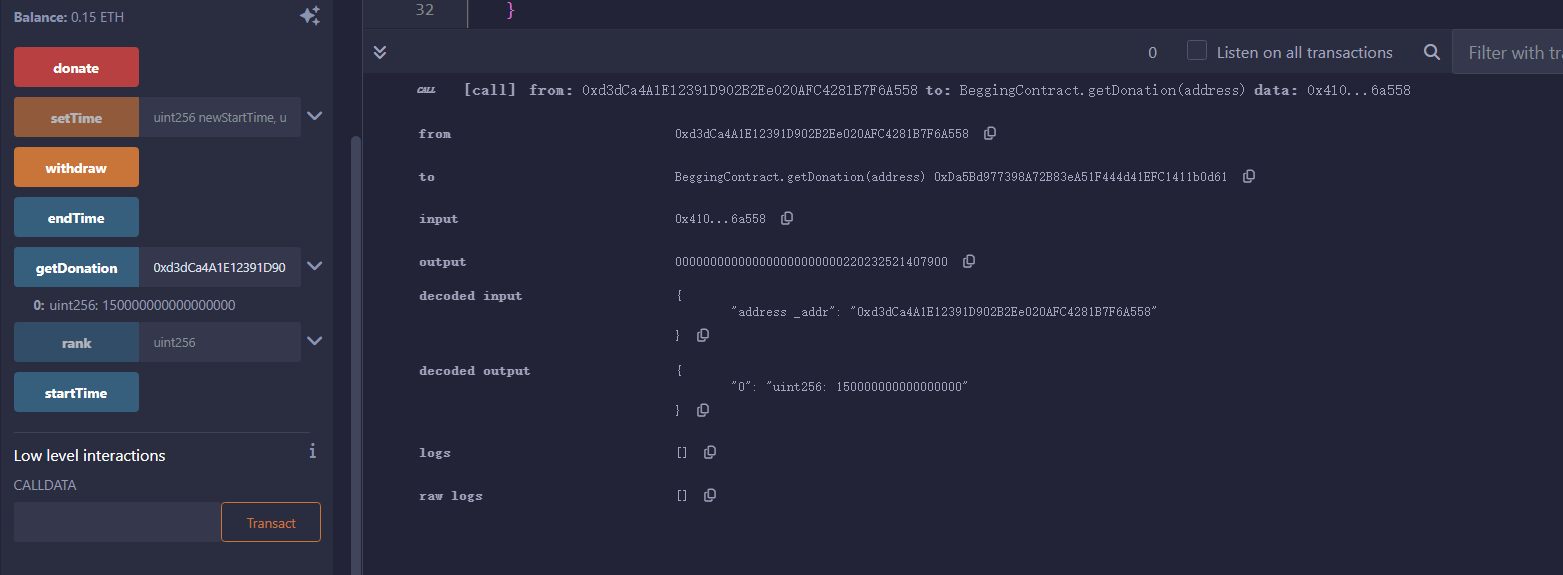 Balance: 0.15 ETH
donate
setTime uint256 newStartTime, u
withdraw
endTime
getDonation 0xd3dCa4A1E12391D90
0: uint256: 150000000000000000
rank uint256
startTime
Low level interactions
CALLDATA
Transact
32 }
0 Listen on all transactions Filter with tra
CALL [call] from: 0xd3dCa4A1E12391D902B2Ee020AFC4281B7F6A558 to: BeggingContract.getDonation(address) data: 0x410...6a558
from 0xd3dCa4A1E12391D902B2Ee020AFC4281B7F6A558
to BeggingContract.getDonation(address) 0xDa5Bd977398A72B83eA51F444d41EFC1411b0d61
input 0x410...6a558
output 00000000000000000000000220232521407900
decoded input {
"address _addr": "0xd3dCa4A1E12391D902B2Ee020AFC4281B7F6A558"
}
decoded output {
"0": "uint256: 150000000000000000"
}
logs []
raw logs []